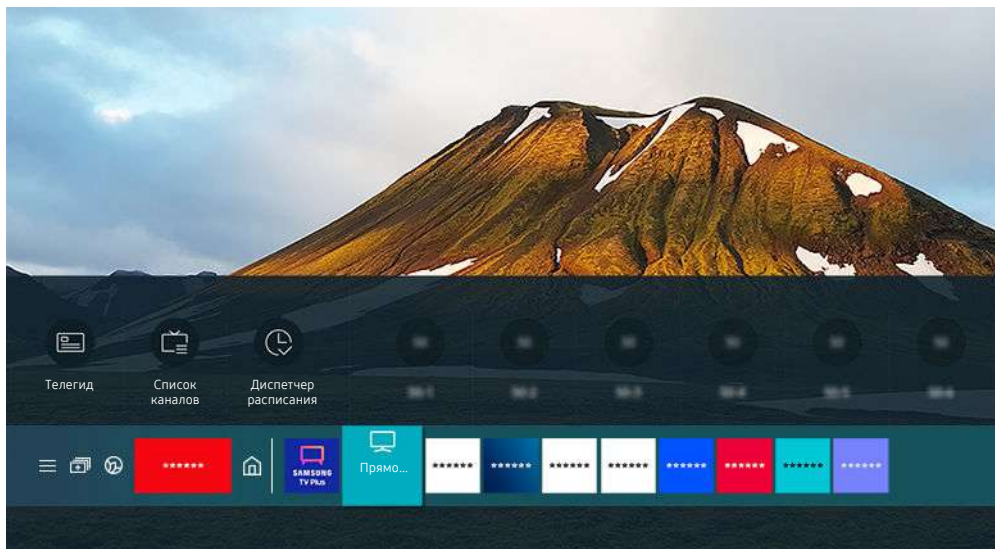 Телегид
Список
каналов
Диспетчер
расписания
******
SAMSUNG
TV Plus
Прямо...
******
******
******
******
******
******
******
******